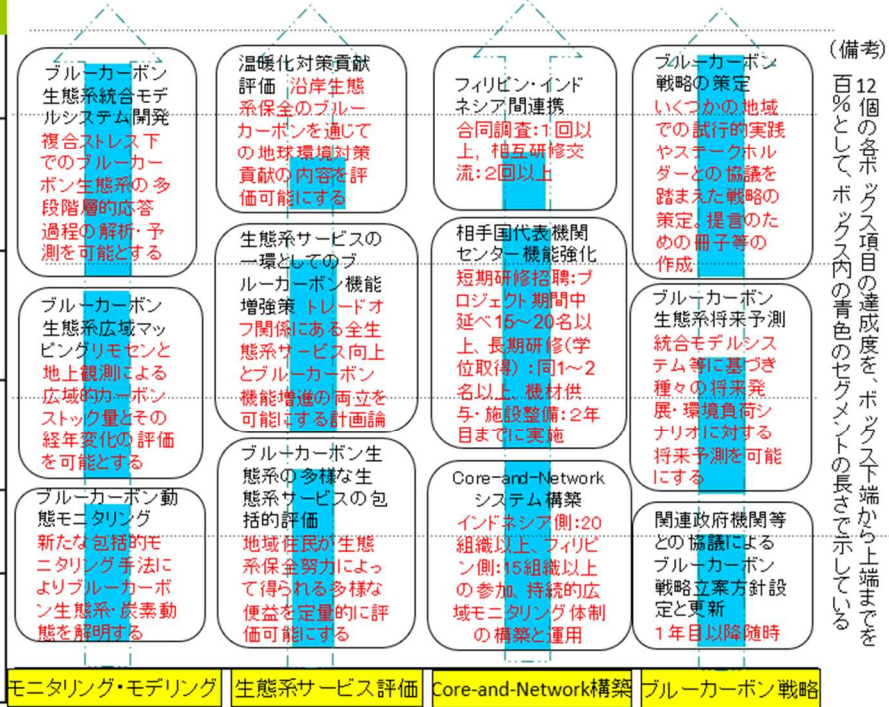 ブルーカーボン
生態系統合モデ
ルシステム開発
複合ストレス下
でのブルーカー
ボン生態系の多
段階層的応答
過程の解析・予
測を可能とする
ブルーカーボン
生態系広域マッ
ピングリモセンと
地上観測による
広域的カーボン
ストック量とその
経年変化の評価
を可能とする
ブルーカーボン動
態モニタリング
新たな包括的モ
ニタリング手法に
よりブルーカーボ
ン生態系・炭素動
態を解明する
モニタリング・モデリング
温暖化対策貢献
評価 沿岸生態
系保全のブルー
カーボンを通じて
の地球環境対策
貢献の内容を評
価可能にする
生態系サービスの
一環としてのブ
ルーカーボン機能
増強策 トレードオ
フ関係にある全生
態系サービス向上
とブルーカーボン
機能増進の両立を
可能にする計画論
ブルーカーボン生
態系の多様な生
態系サービスの包
括的評価
地域住民が生態
系保全努力によっ
て得られる多様な
便益を定量的に評
価可能にする
生態系サービス評価
フィリピン・インド
ネシア間連携
合同調査:1回以
上, 相互研修交
流:2回以上
相手国代表機関
センター機能強化
短期研修招聘:プ
ロジェクト期間中
延べ15～20名以
上、長期研修(学
位取得):同1～2
名以上、機材供
与・施設整備:2年
目までに実施
Core-and-Network
システム構築
インドネシア側:20
組織以上、フィリピ
ン側:15組織以上
の参加、持続的広
域モニタリング体制
の構築と運用
Core-and-Network構築
ブルーカーボン
戦略の策定
いくつかの地域
での試行的実践
やステークホル
ダーとの協議を
踏まえた戦略の
策定。提言のた
めの冊子等の
作成
ブルーカーボン
生態系将来予測
統合モデルシス
テム等に基づき
種々の将来発
展・環境負荷シ
ナリオに対する
将来予測を可能
にする
関連政府機関等
との協議による
ブルーカーボン
戦略立案方針設
定と更新
1年目以降随時
ブルーカーボン戦略
(備考)
12個の各ボックス項目の達成度を、ボックス下端から上端までを
百%として、ボックス内の青色のセグメントの長さで示している